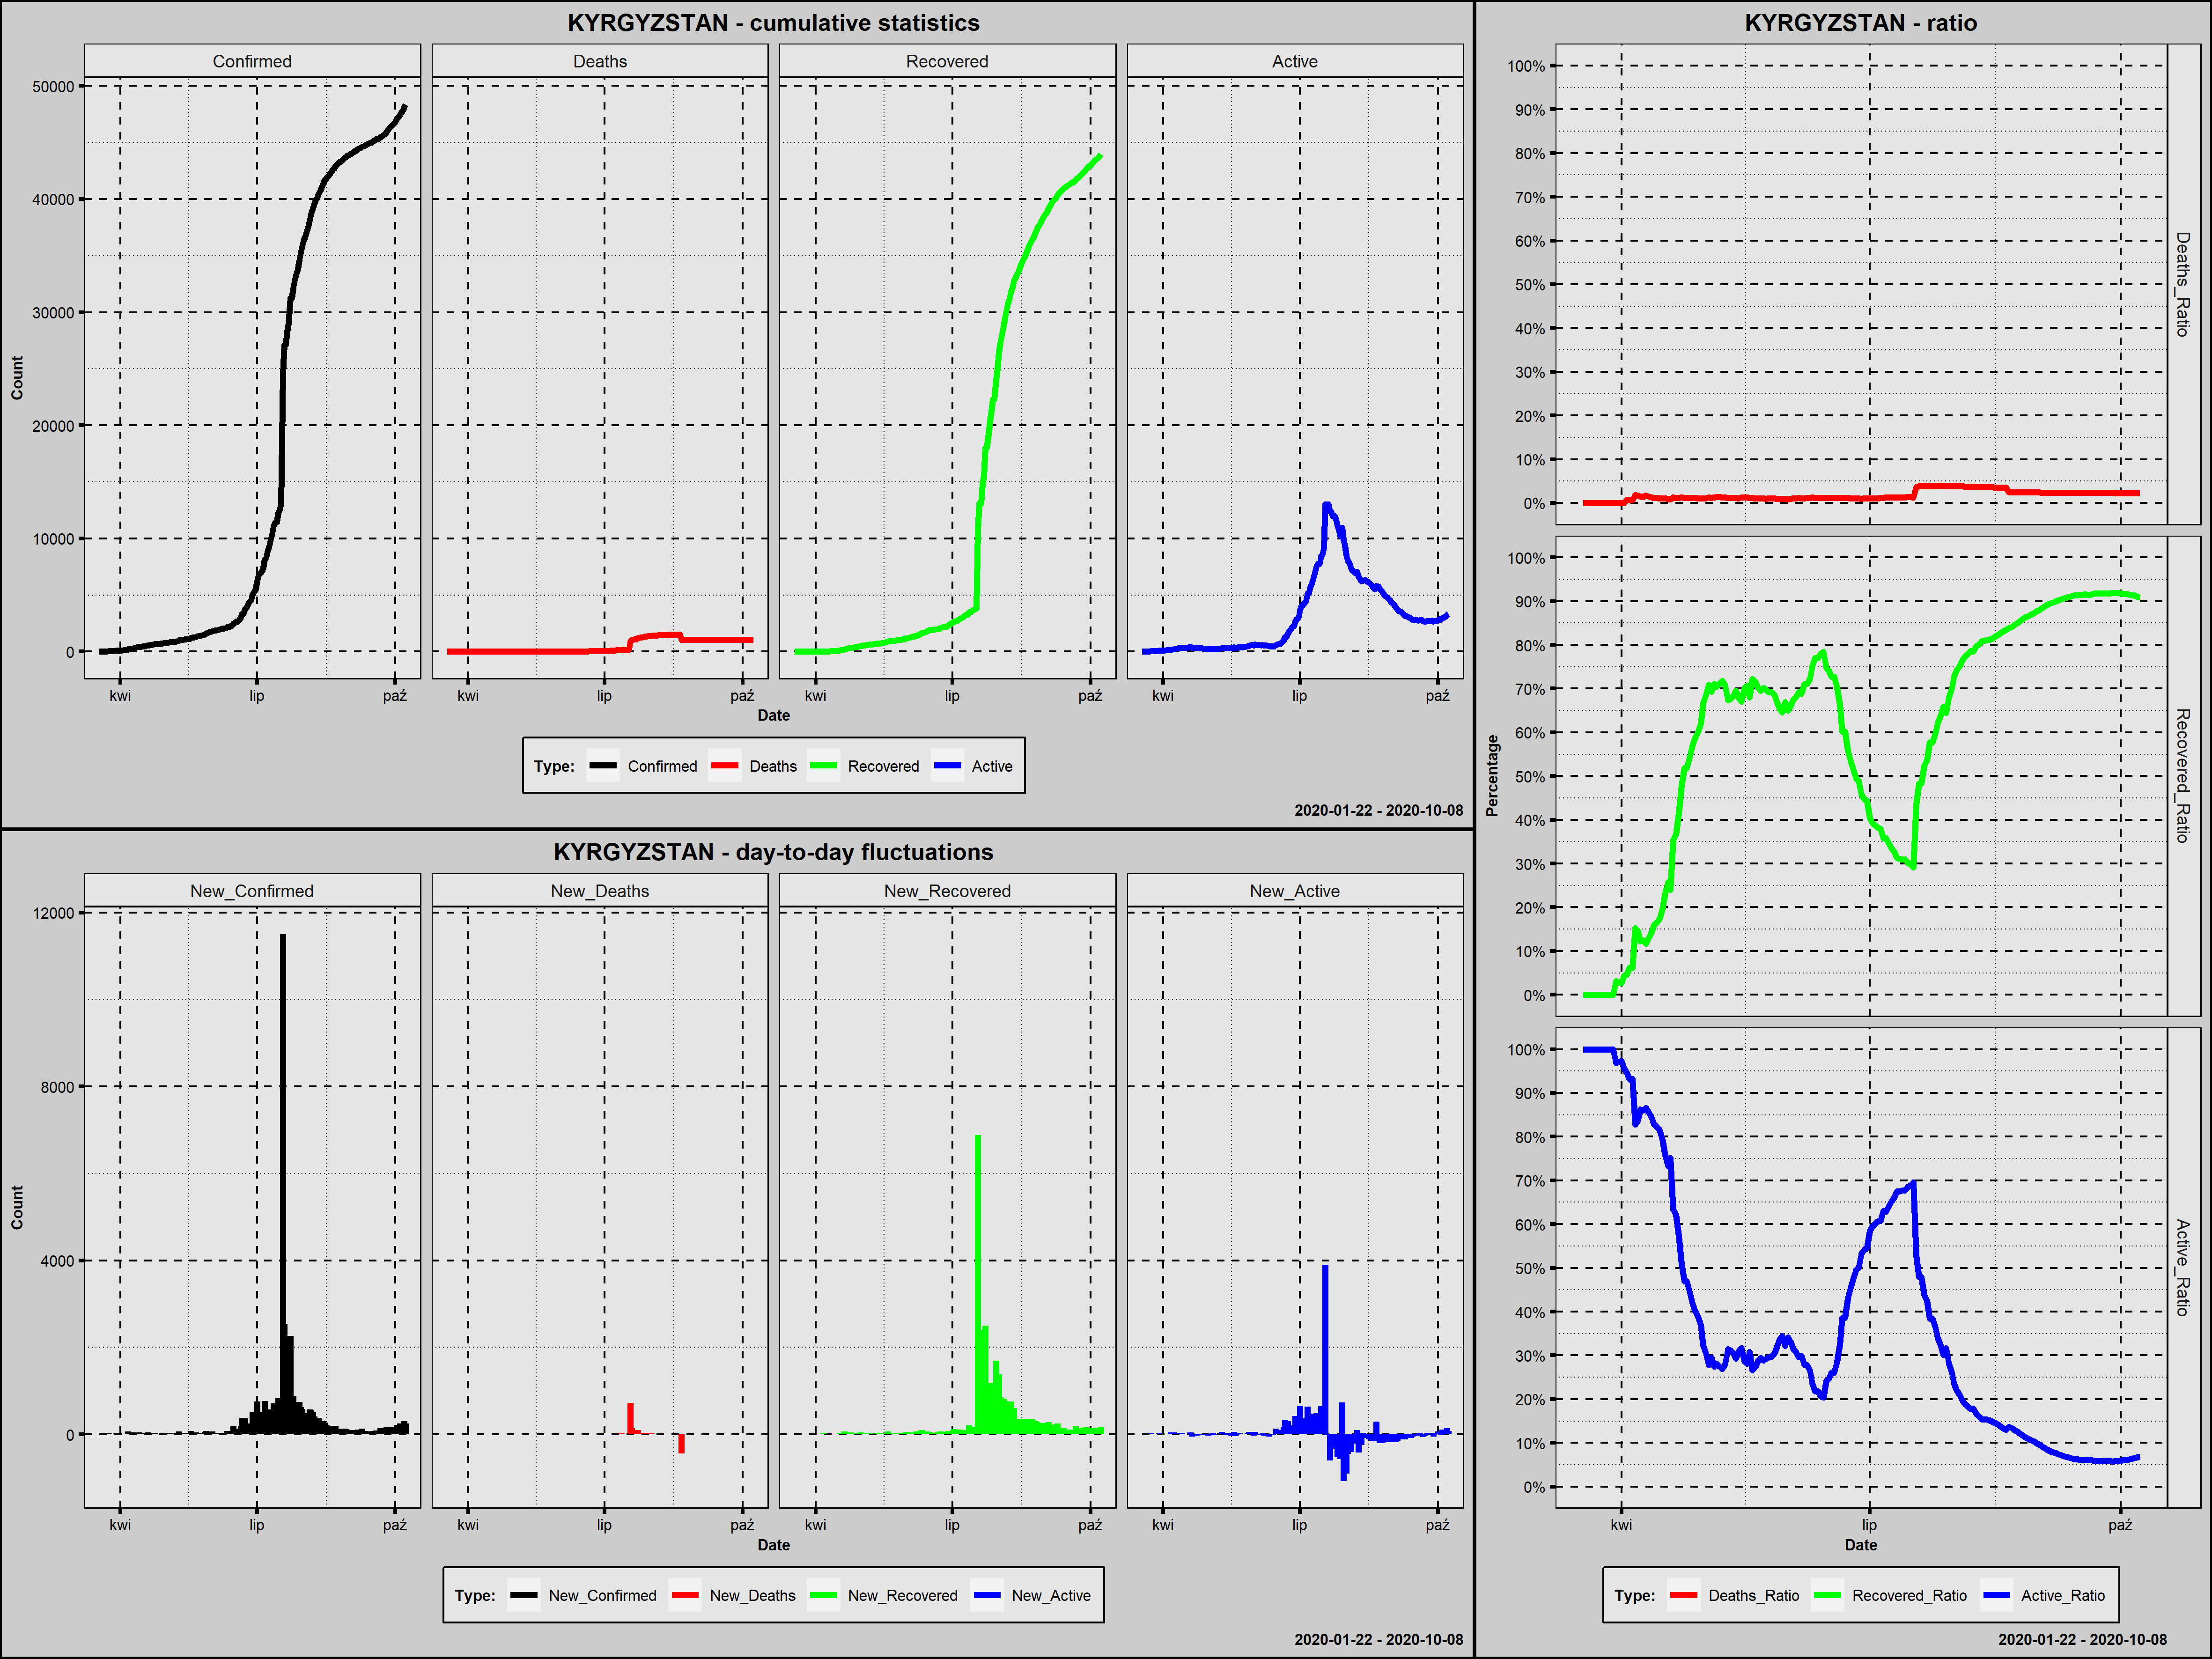 KYRGYZSTAN - cumulative statistics
Confirmed Deaths Recovered Active
Count
50000
40000
30000
20000
10000
0
kwi lip paź kwi lip paź kwi lip paź kwi lip paź
Date
Type: Confirmed Deaths Recovered Active
2020-01-22 - 2020-10-08
KYRGYZSTAN - day-to-day fluctuations
New_Confirmed New_Deaths New_Recovered New_Active
Count
12000
8000
4000
0
kwi lip paź kwi lip paź kwi lip paź kwi lip paź
Date
Type: New_Confirmed New_Deaths New_Recovered New_Active
2020-01-22 - 2020-10-08
KYRGYZSTAN - ratio
Percentage
100%
90%
80%
70%
60%
50%
40%
30%
20%
10%
0%
Deaths_Ratio
100%
90%
80%
70%
60%
50%
40%
30%
20%
10%
0%
Recovered_Ratio
100%
90%
80%
70%
60%
50%
40%
30%
20%
10%
0%
Active_Ratio
kwi lip paź
Date
Type: Deaths_Ratio Recovered_Ratio Active_Ratio
2020-01-22 - 2020-10-08